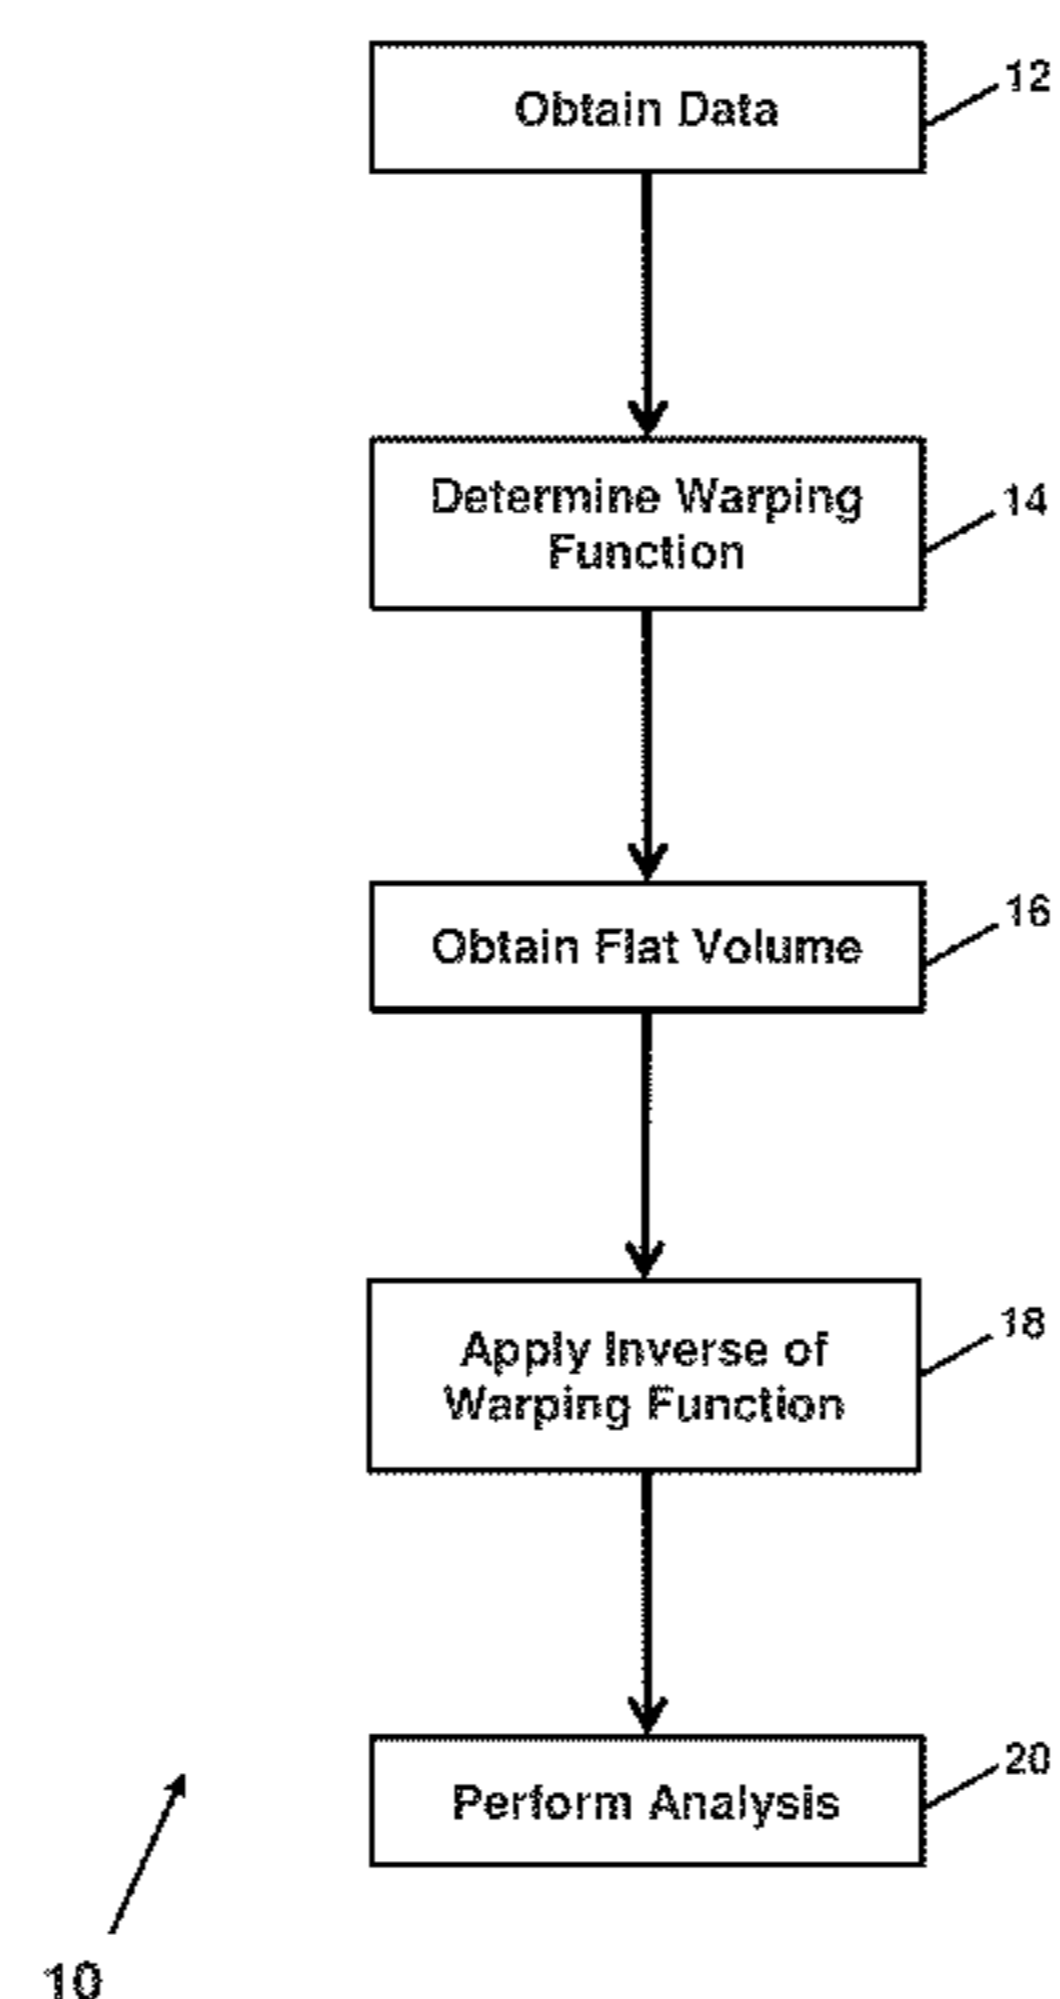 Obtain Data
12
Determine Warping
Function
14
Obtain Flat Volume
16
Apply Inverse of
Warping Function
18
Perform Analysis
20
10